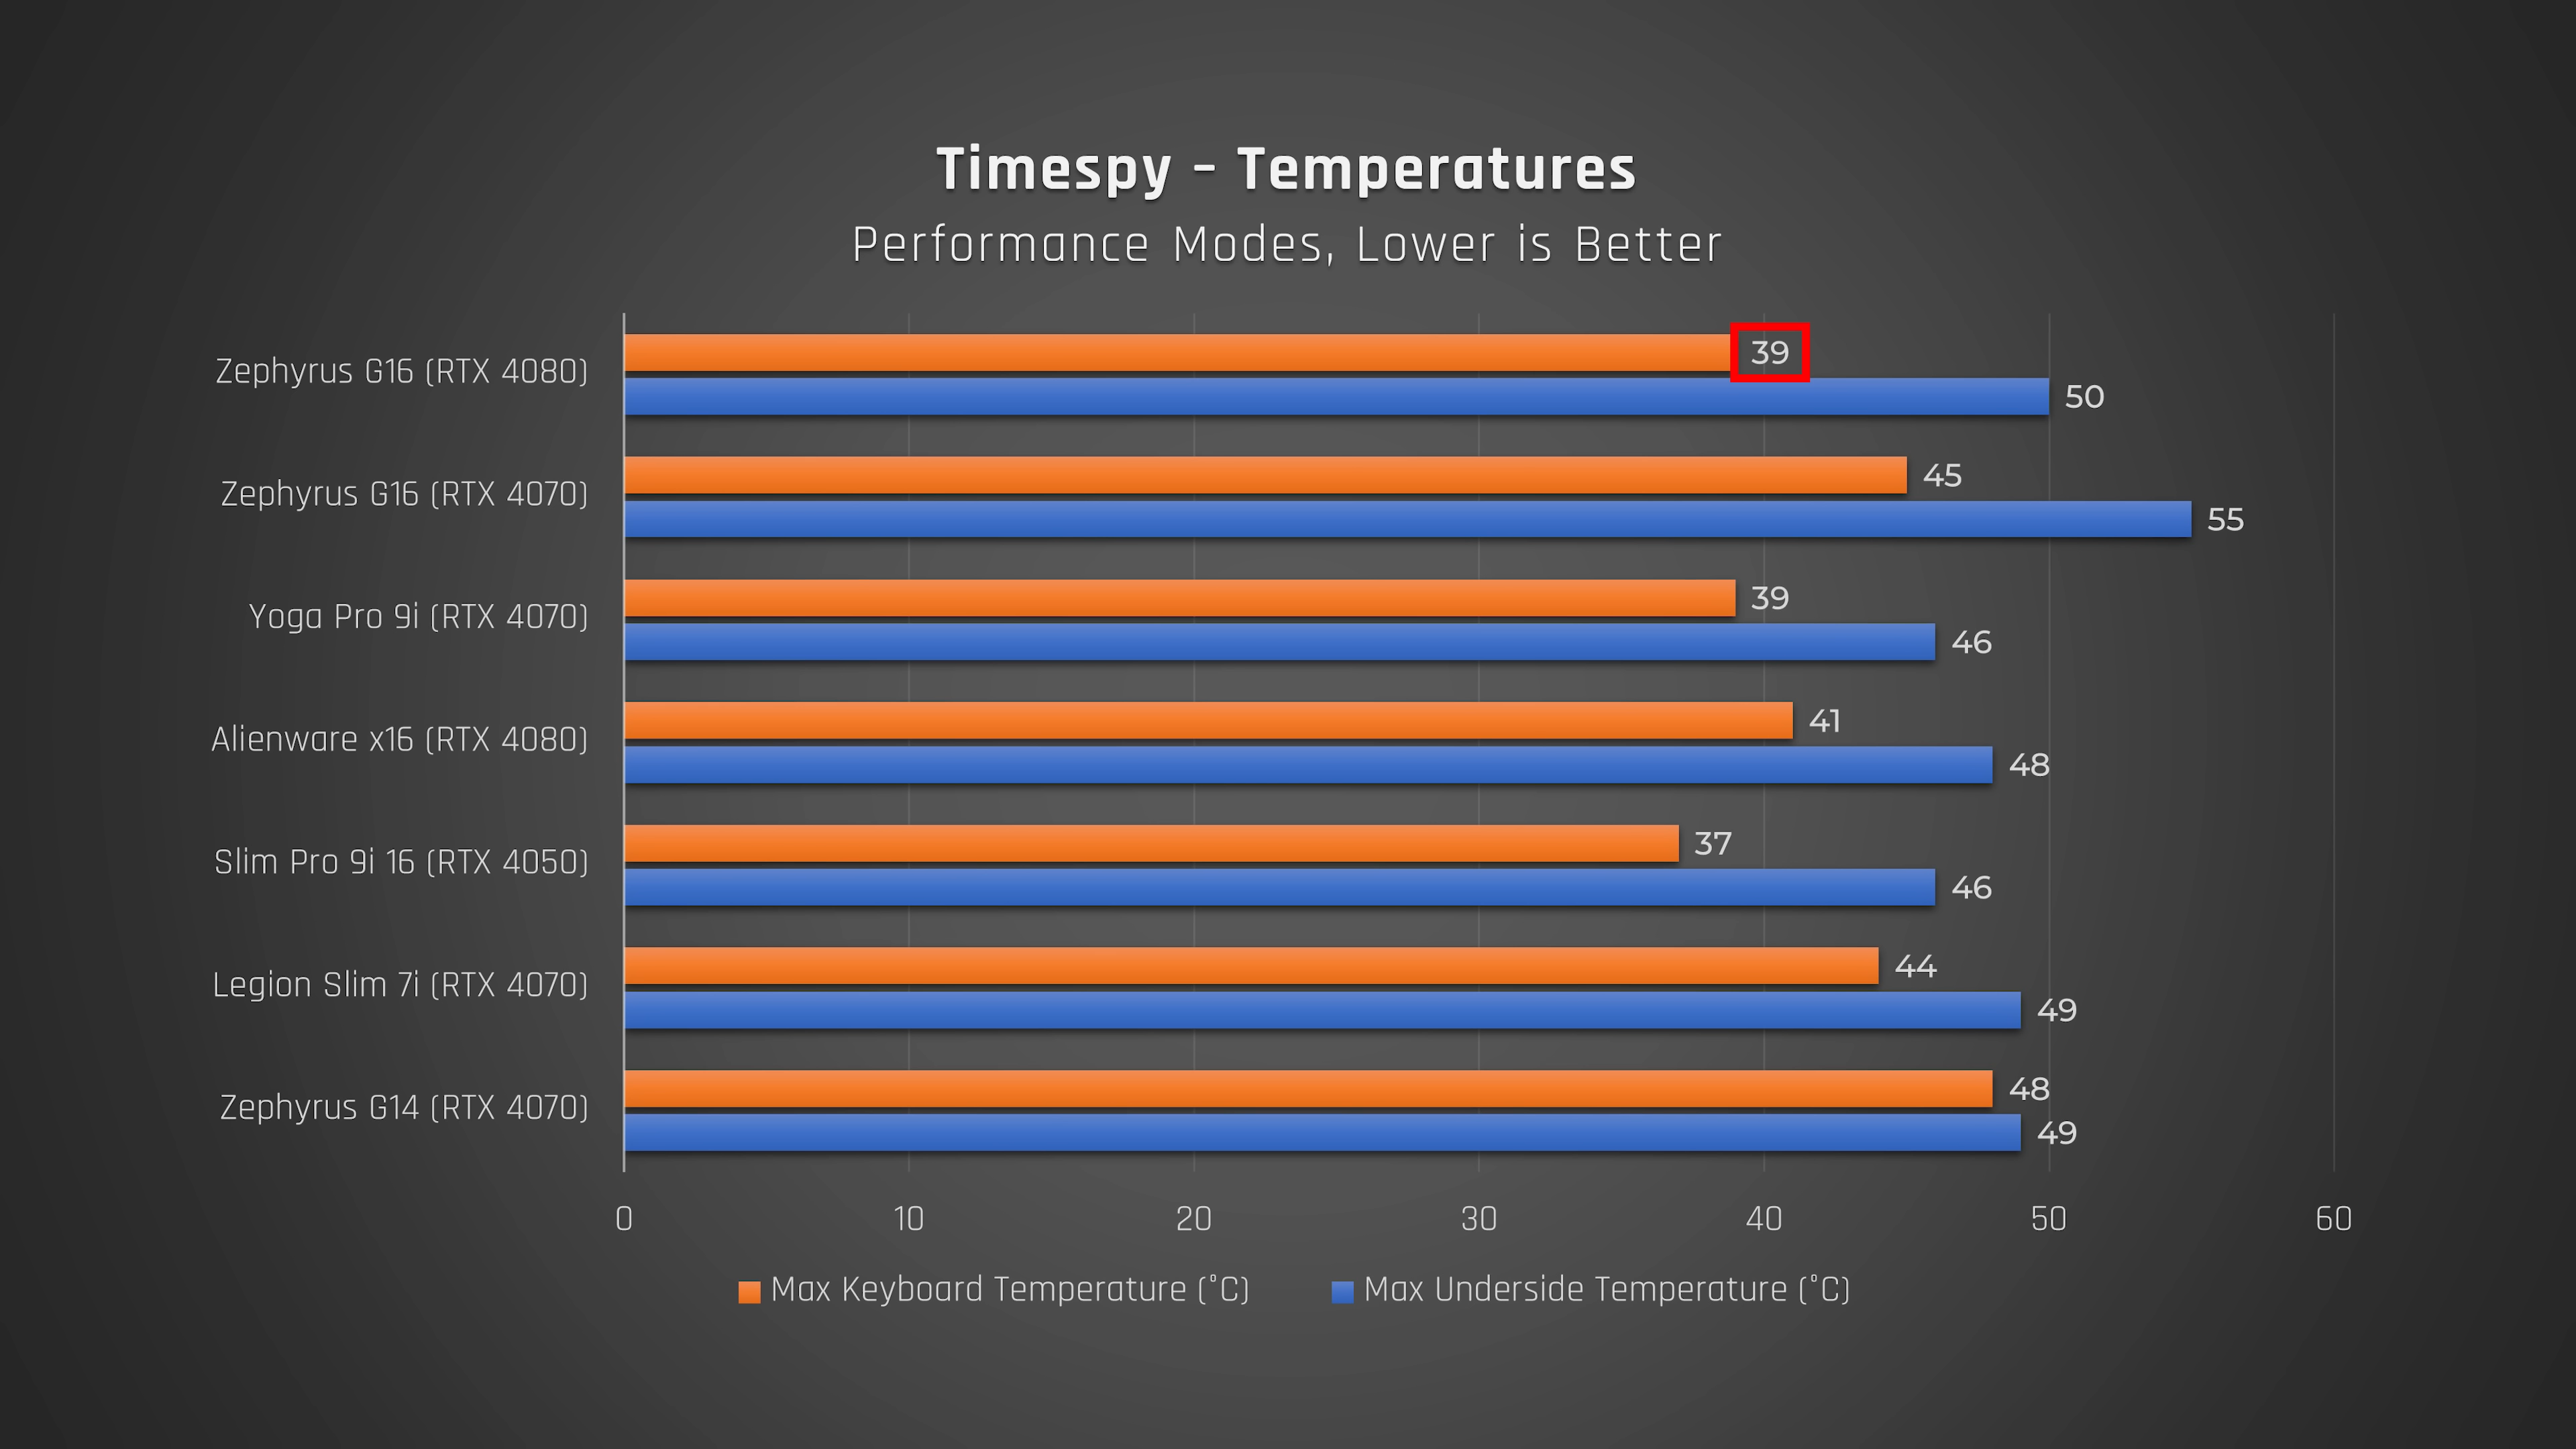 Timespy – Temperatures
Performance Modes, Lower is Better
Zephyrus G16 (RTX 4080)
39
50
Zephyrus G16 (RTX 4070)
45
55
Yoga Pro 9i (RTX 4070)
39
46
Alienware x16 (RTX 4080)
41
48
Slim Pro 9i 16 (RTX 4050)
37
46
Legion Slim 7i (RTX 4070)
44
49
Zephyrus G14 (RTX 4070)
48
49
0 10 20 30 40 50 60
Max Keyboard Temperature (°C) Max Underside Temperature (°C)